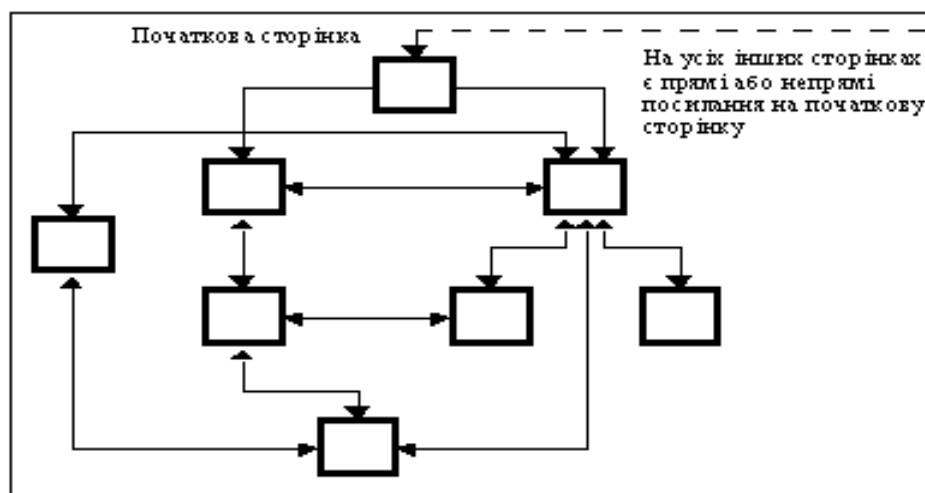 Початкова сторінка
На усіх інших сторінках
є прямі або непрямі
посилання на початкову
сторінку